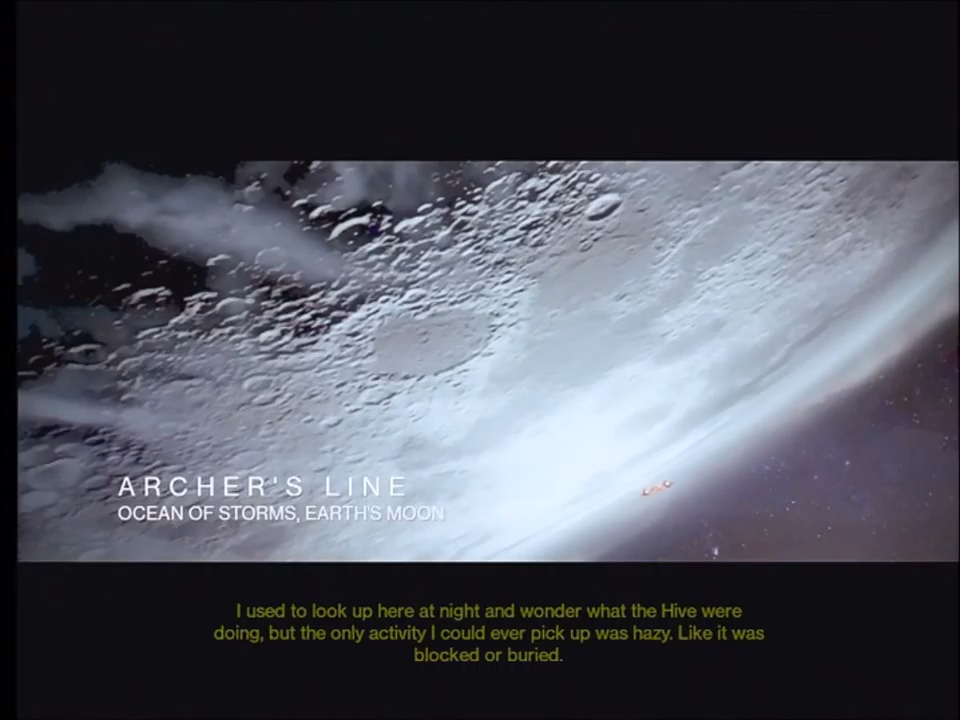 ARCHER'S LINE
OCEAN OF STORMS, EARTH'S MOON
I used to look up here at night and wonder what the Hive were
doing, but the only activity I could ever pick up was hazy. Like it was
blocked or buried.